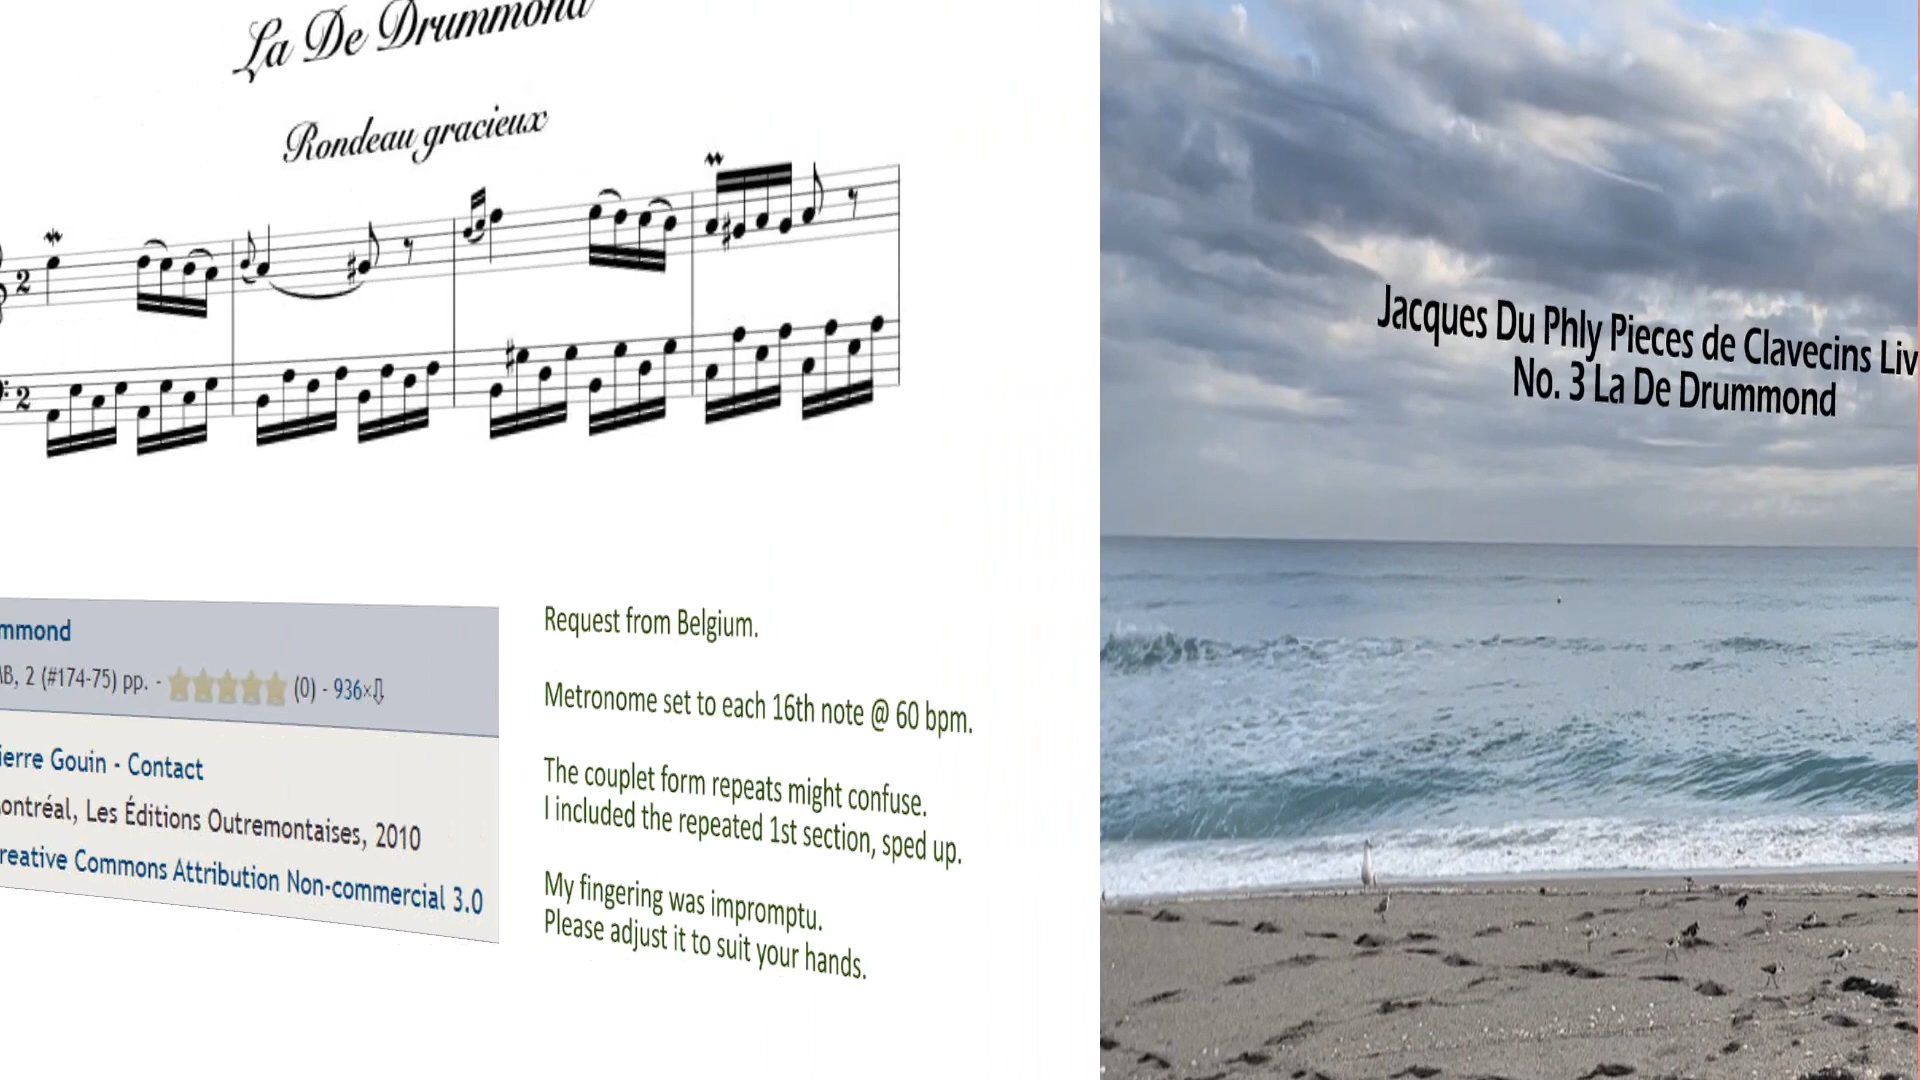 La De Drummond
Rondeau gracieux
2
2
mmond
2 (#174-75) pp. - (0) - 936×
Gouin - Contact
Les Éditions Outremontaises, 2010
Commons Attribution Non-commercial 3.0
Request from Belgium.
Metronome set to each 16th note @ 60 bpm.
The couplet form repeats might confuse.
I included the repeated 1st section, sped up.
My fingering was impromptu.
Please adjust it to suit your hands.
Jacques Du Phly Pieces de Clavecins Liv
No. 3 La De Drummond